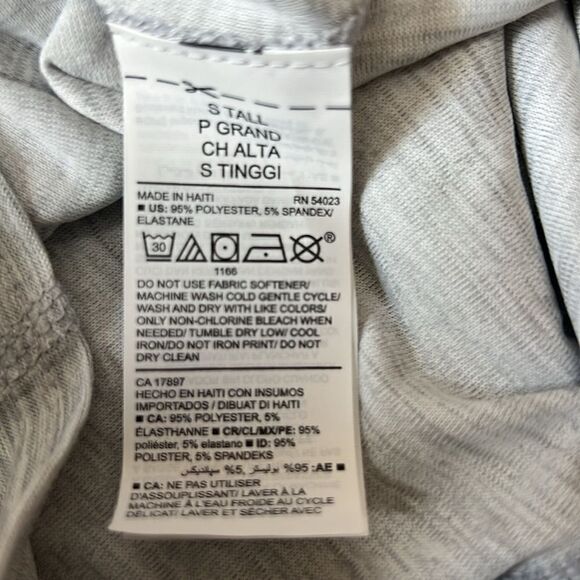 S TALL
P GRAND
CH ALTA
S TINGGI
MADE IN HAITI RN 54023
■ US: 95% POLYESTER, 5% SPANDEX/
ELASTANE
30
®
1166
DO NOT USE FABRIC SOFTENER/
MACHINE WASH COLD GENTLE CYCLE/
WASH AND DRY WITH LIKE COLORS/
ONLY NON-CHLORINE BLEACH WHEN
NEEDED/ TUMBLE DRY LOW/ COOL
IRON/DO NOT IRON PRINT/ DO NOT
DRY CLEAN
CA 17897
HECHO EN HAITI CON INSUMOS
IMPORTADOS / DIBUAT DI HAITI
■ CA: 95% POLYESTER, 5%
ÉLASTHANNE ■ CR/CL/MX/PE: 95%
poliéster, 5% elastano ■ ID: 95%
POLISTER, 5% SPANDEKS
■ AE: 95% بوليستر, 5% سباندیکس
■ CA: NE PAS UTILISER
D'ASSOUPLISSANT/ LAVER À LA
MACHINE À L'EAU FROIDE AU CYCLE
DÉLICAT/ LAVER ET SÉCHER AVEC